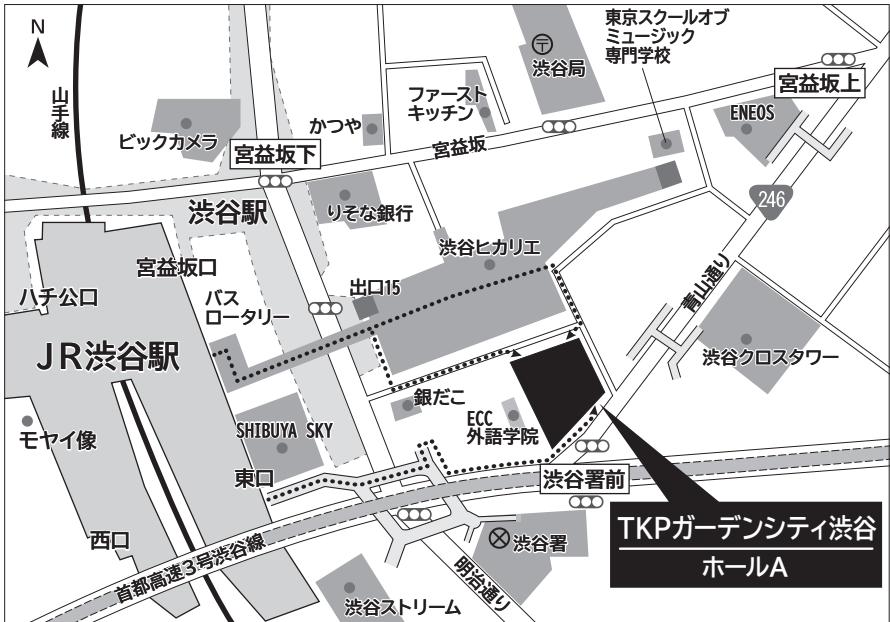 N
山手線
ビックカメラ
かつや
ファースト
キッチン
渋谷局
東京スクールオブ
ミュージック
専門学校
宮益坂上
ENEOS
宮益坂下
宮益坂
246
渋谷駅
りそな銀行
渋谷ヒカリエ
宮益坂口
ハチ公口
バス
ロータリー
出口15
青山通り
JR渋谷駅
渋谷クロスタワー
銀だこ
ECC
外語学院
モヤイ像
SHIBUYA SKY
東口
渋谷署前
西口
首都高速3号渋谷線
渋谷署
明治通り
渋谷ストリーム
TKPガーデンシティ渋谷
ホールA